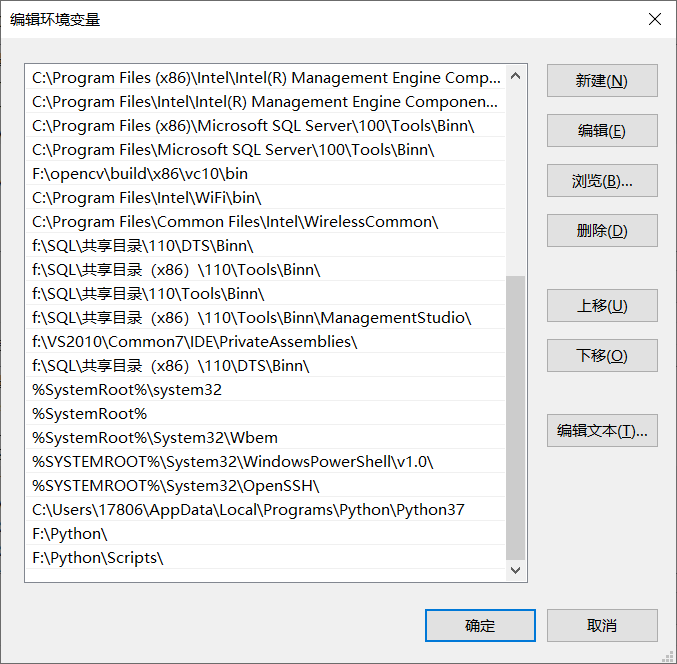 编辑环境变量
C:\Program Files (x86)\Intel\Intel(R) Management Engine Comp...
C:\Program Files\Intel\Intel(R) Management Engine Componen...
C:\Program Files (x86)\Microsoft SQL Server\100\Tools\Binn\
C:\Program Files\Microsoft SQL Server\100\Tools\Binn\
F:\opencv\build\x86\vc10\bin
C:\Program Files\Intel\WiFi\bin\
C:\Program Files\Common Files\Intel\WirelessCommon\
f:\SQL\共享目录\110\DTS\Binn\
f:\SQL\共享目录（x86）\110\Tools\Binn\
f:\SQL\共享目录\110\Tools\Binn\
f:\SQL\共享目录（x86）\110\Tools\Binn\ManagementStudio\
f:\VS2010\Common7\IDE\PrivateAssemblies\
f:\SQL\共享目录（x86）\110\DTS\Binn\
%SystemRoot%\system32
%SystemRoot%
%SystemRoot%\System32\Wbem
%SYSTEMROOT%\System32\WindowsPowerShell\v1.0\
%SYSTEMROOT%\System32\OpenSSH\
C:\Users\17806\AppData\Local\Programs\Python\Python37
F:\Python\
F:\Python\Scripts\
新建(N)
编辑(E)
浏览(B)...
删除(D)
上移(U)
下移(O)
编辑文本(T)...
确定
取消